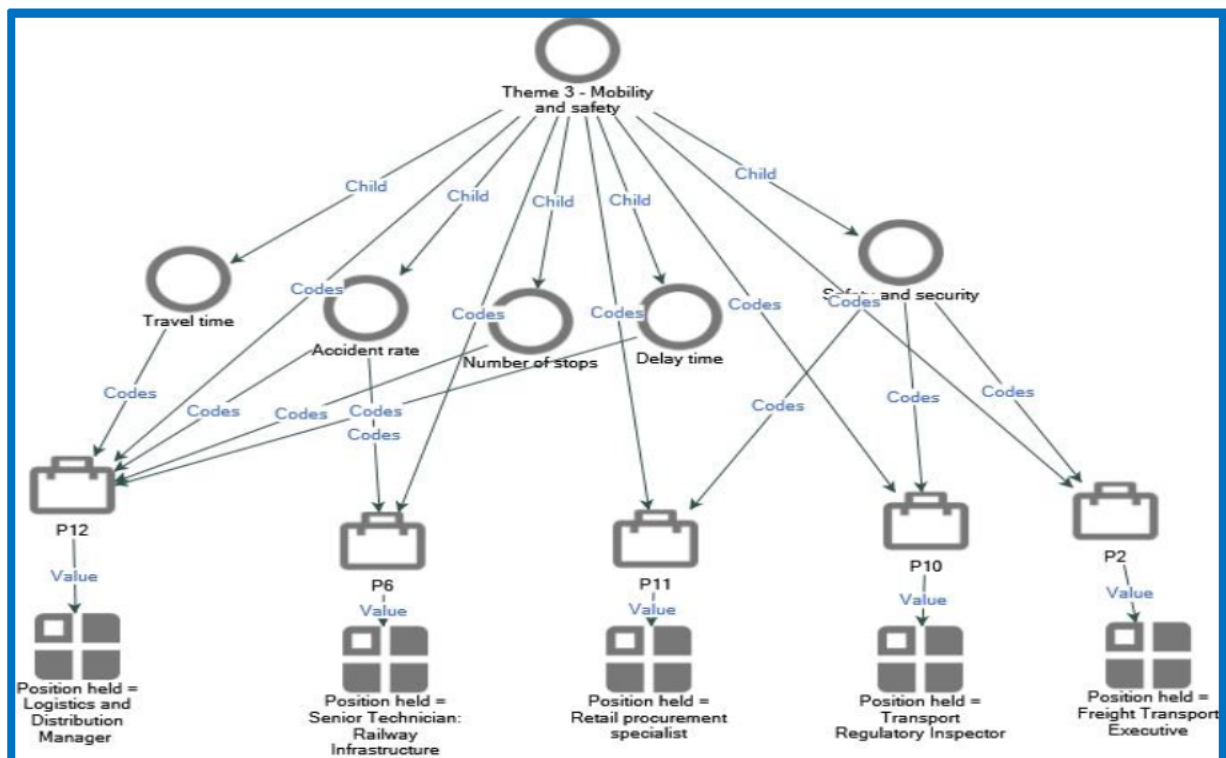 Theme 3 - Mobility
and safety
Child
Child
Child
Child
Child
Travel time
Accident rate
Number of stops
Delay time
Safety and security
Codes
Codes
Codes
Codes
Codes
Codes
Codes
Codes
Codes
Codes
Codes
Codes
Codes
P12
P6
P11
P10
P2
Value
Value
Value
Value
Value
Position held =
Logistics and
Distribution
Manager
Position held =
Senior Technician:
Railway
Infrastructure
Position held =
Retail procurement
specialist
Position held =
Transport
Regulatory Inspector
Position held =
Freight Transport
Executive